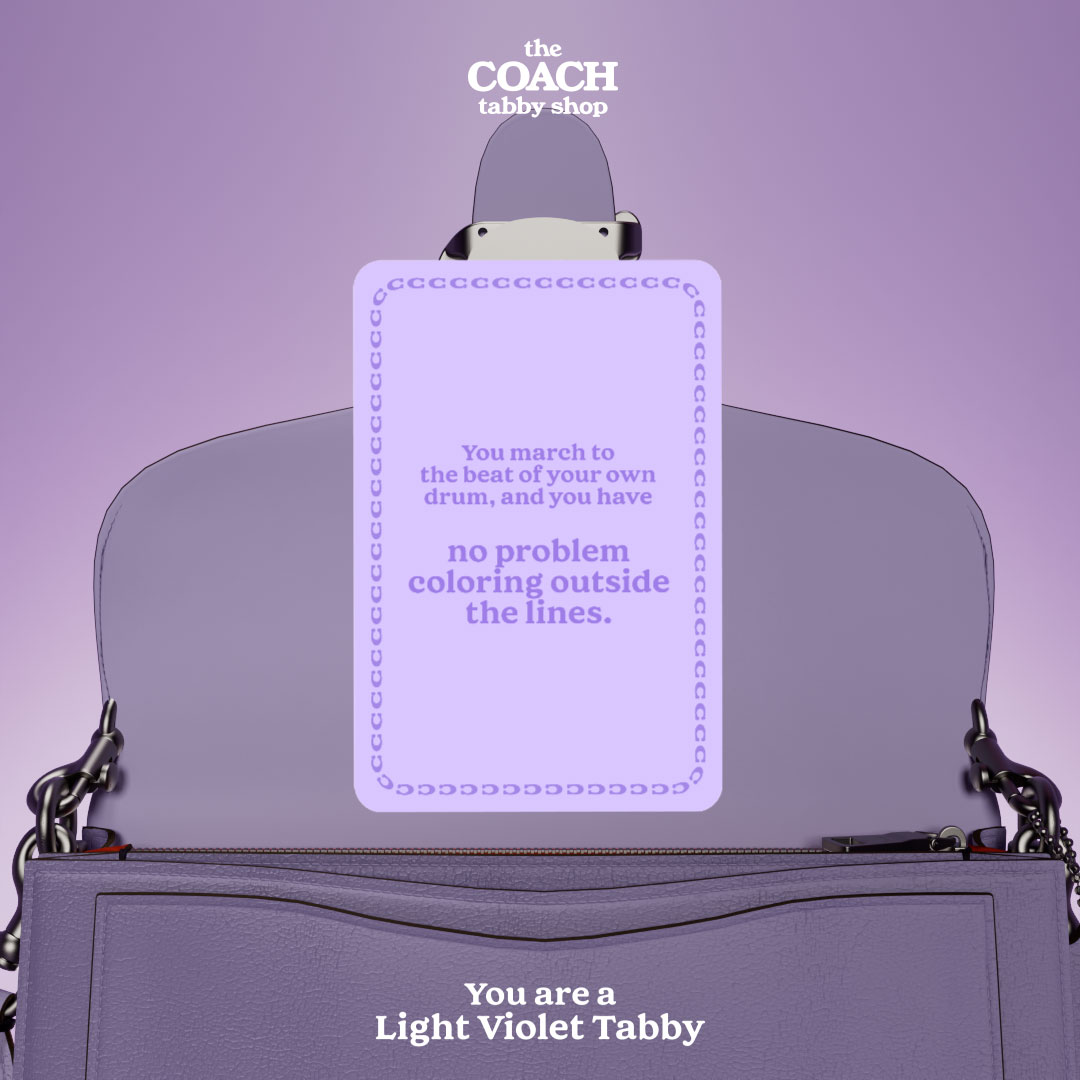 the
COACH
tabby shop
You march to
the beat of your own
drum, and you have
no problem
coloring outside
the lines.
You are a
Light Violet Tabby